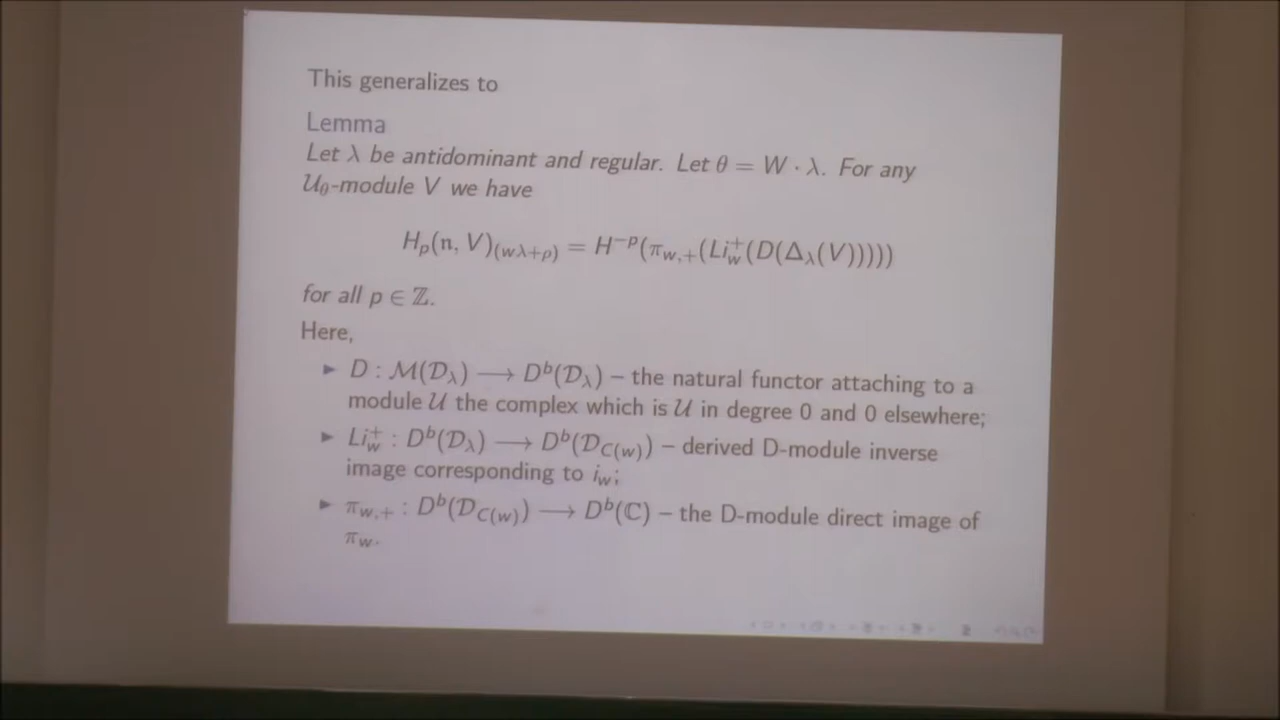 This generalizes to
Lemma
Let λ be antidominant and regular. Let θ = W · λ. For any
𝒰_θ-module V we have
H_p(𝔫, V)_(wλ+ρ) = H^{−p}(π_{w,+}(Li_w^+(D(Δ_λ(V)))))
for all p ∈ ℤ.
Here,
▶ D : ℳ(𝒟_λ) ⟶ D^b(𝒟_λ) – the natural functor attaching to a
module 𝒰 the complex which is 𝒰 in degree 0 and 0 elsewhere;
▶ Li_w^+ : D^b(𝒟_λ) ⟶ D^b(𝒟_{C(w)}) – derived D-module inverse
image corresponding to i_w;
▶ π_{w,+} : D^b(𝒟_{C(w)}) ⟶ D^b(ℂ) – the D-module direct image of
π_w.